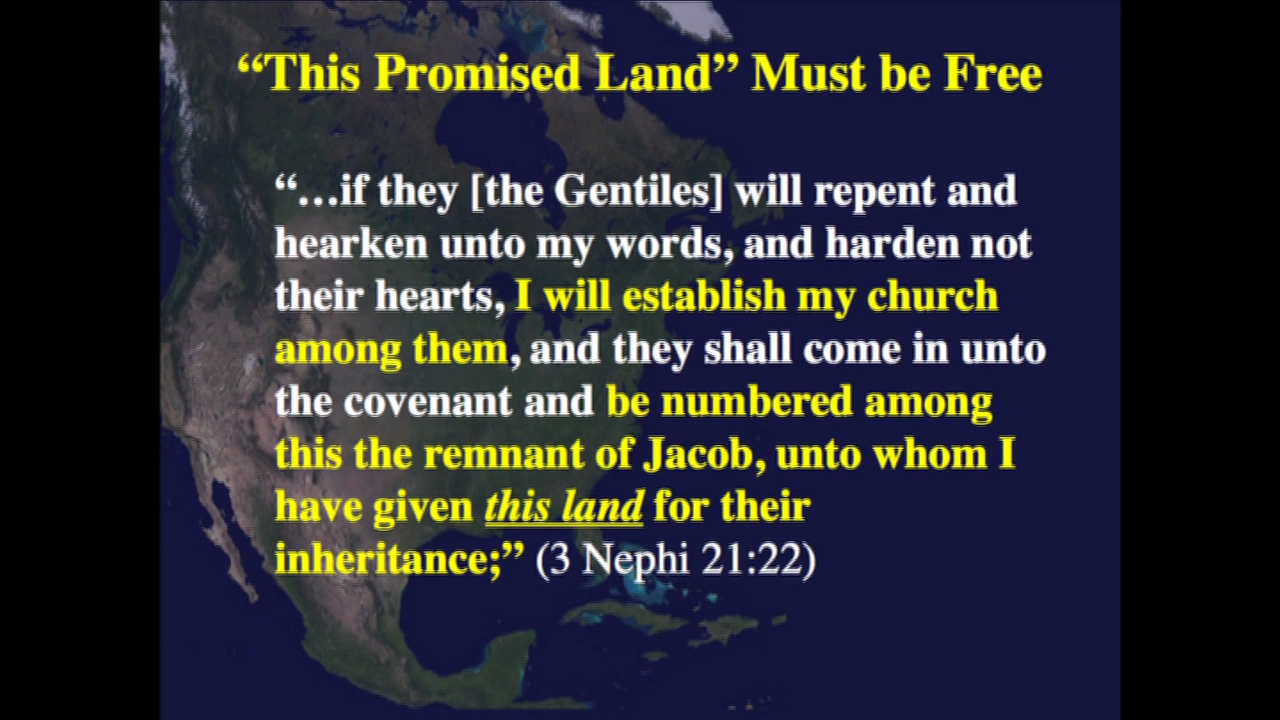 “This Promised Land” Must be Free
“…if they [the Gentiles] will repent and
hearken unto my words, and harden not
their hearts, I will establish my church
among them, and they shall come in unto
the covenant and be numbered among
this the remnant of Jacob, unto whom I
have given this land for their
inheritance;” (3 Nephi 21:22)